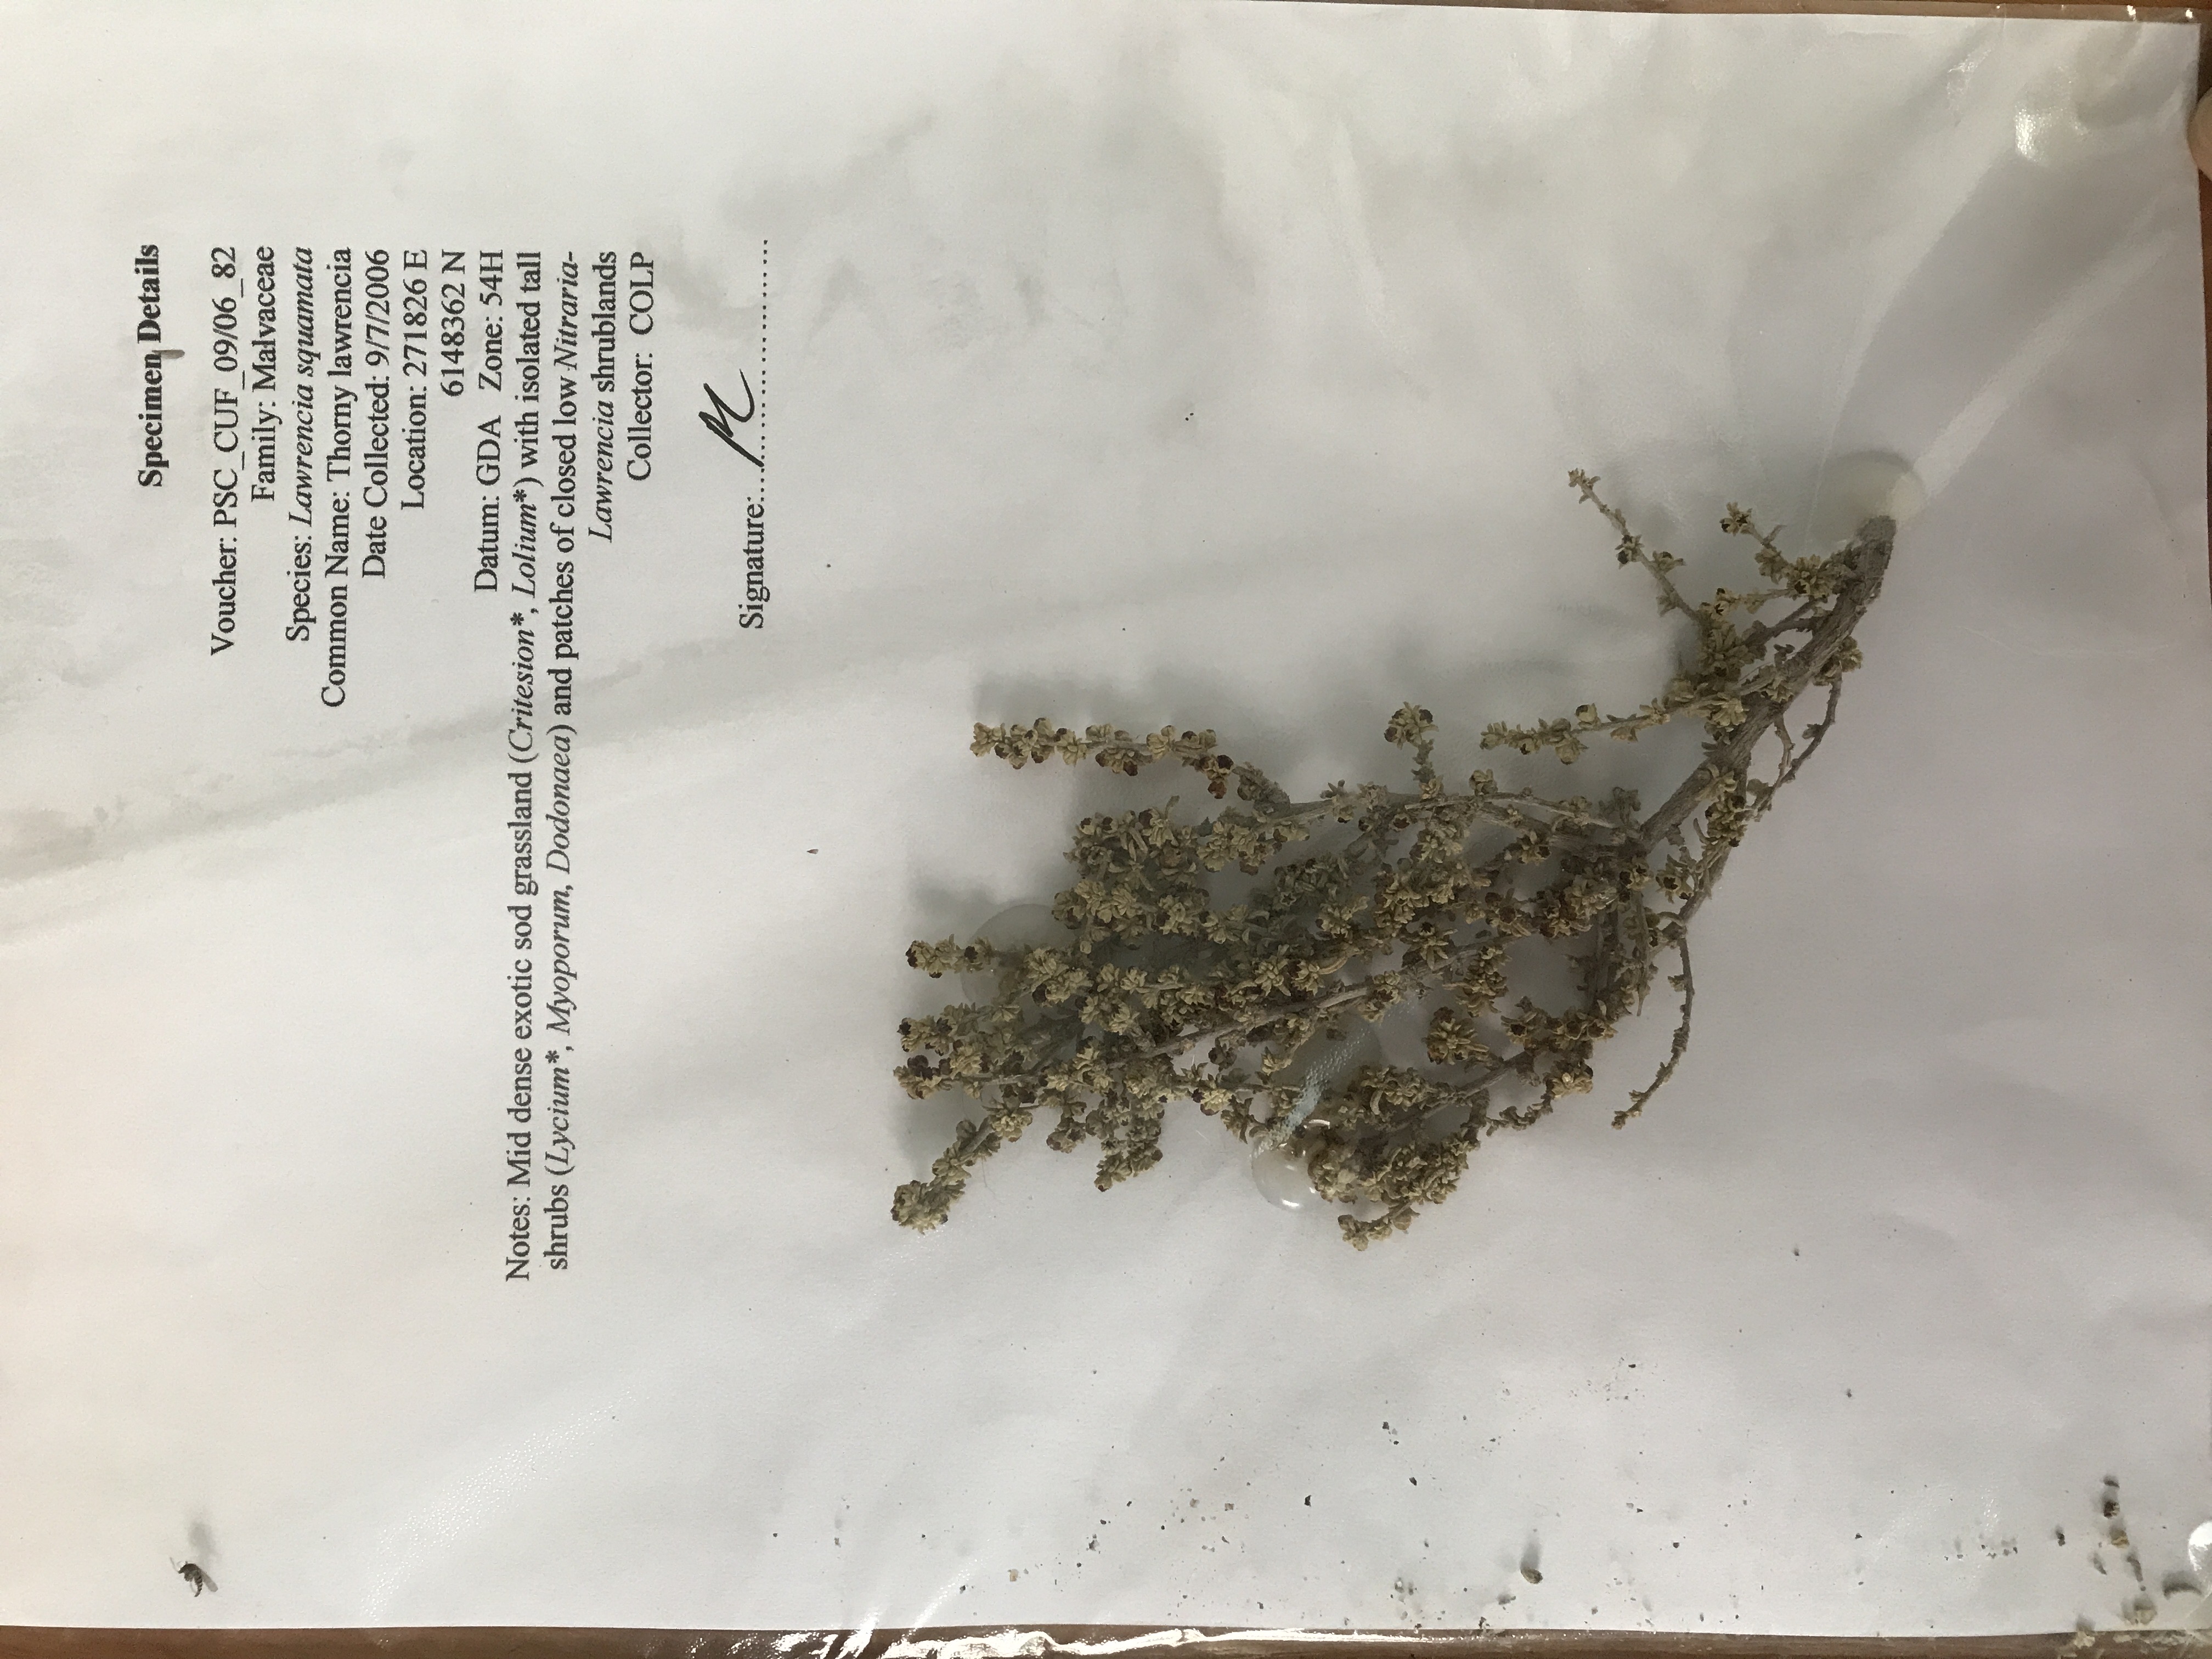 Specimen Details
Voucher: PSC_CUF_09/06_82
Family: Malvaceae
Species: Lawrencia squamata
Common Name: Thorny lawrencia
Date Collected: 9/7/2006
Location: 271826 E
6148362 N
Datum: GDA Zone: 54H
Notes: Mid dense exotic sod grassland (Critesion*, Lolium*) with isolated tall
shrubs (Lycium*, Myoporum, Dodonaea) and patches of closed low Nitraria-
Lawrencia shrublands
Collector: COLP
Signature:..............................